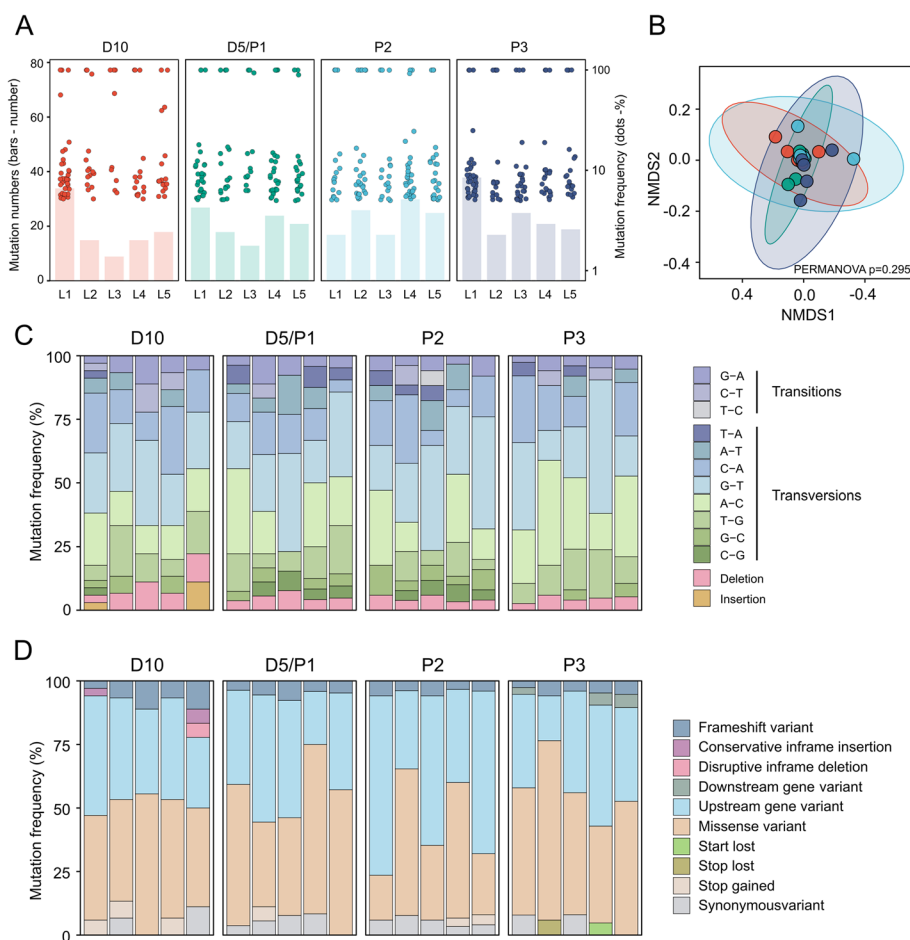 A
D10
D5/P1
P2
P3
Mutation numbers (bars - number)
80
60
40
20
0
Mutation frequency (dots -%)
100
10
1
L1 L2 L3 L4 L5
L1 L2 L3 L4 L5
L1 L2 L3 L4 L5
L1 L2 L3 L4 L5
B
NMDS2
0.2
0.0
-0.2
-0.4
PERMANOVA p=0.295
0.4 0.0 -0.4
NMDS1
C
D10
D5/P1
P2
P3
Mutation frequency (%)
100
75
50
25
0
G-A
C-T
T-C
Transitions
T-A
A-T
C-A
G-T
A-C
T-G
G-C
C-G
Transversions
Deletion
Insertion
D
D10
D5/P1
P2
P3
Mutation frequency (%)
100
75
50
25
0
Frameshift variant
Conservative inframe insertion
Disruptive inframe deletion
Downstream gene variant
Upstream gene variant
Missense variant
Start lost
Stop lost
Stop gained
Synonymousvariant